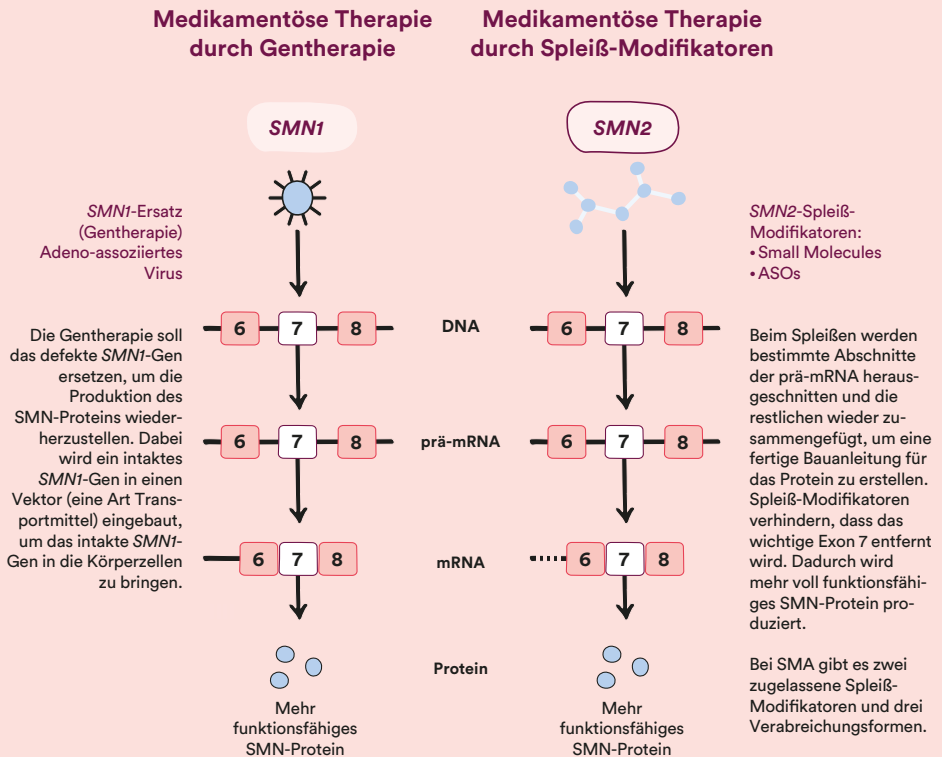 Medikamentöse Therapie
durch Gentherapie
Medikamentöse Therapie
durch Spleiß-Modifikatoren
SMN1
SMN2
SMN1-Ersatz
(Gentherapie)
Adeno-assoziiertes
Virus
SMN2-Spleiß-
Modifikatoren:
• Small Molecules
• ASOs
Die Gentherapie soll
das defekte SMN1-Gen
ersetzen, um die
Produktion des
SMN-Proteins wieder-
herzustellen. Dabei
wird ein intaktes
SMN1-Gen in einen
Vektor (eine Art Trans-
portmittel) eingebaut,
um das intakte SMN1-
Gen in die Körperzellen
zu bringen.
6 7 8 DNA 6 7 8
6 7 8 prä-mRNA 6 7 8
6 7 8 mRNA 6 7 8
Protein
Mehr
funktionsfähiges
SMN-Protein
Mehr
funktionsfähiges
SMN-Protein
Beim Spleißen werden
bestimmte Abschnitte
der prä-mRNA heraus-
geschnitten und die
restlichen wieder zu-
sammengefügt, um eine
fertige Bauanleitung für
das Protein zu erstellen.
Spleiß-Modifikatoren
verhindern, dass das
wichtige Exon 7 entfernt
wird. Dadurch wird
mehr voll funktionsfähi-
ges SMN-Protein pro-
duziert.
Bei SMA gibt es zwei
zugelassene Spleiß-
Modifikatoren und drei
Verabreichungsformen.